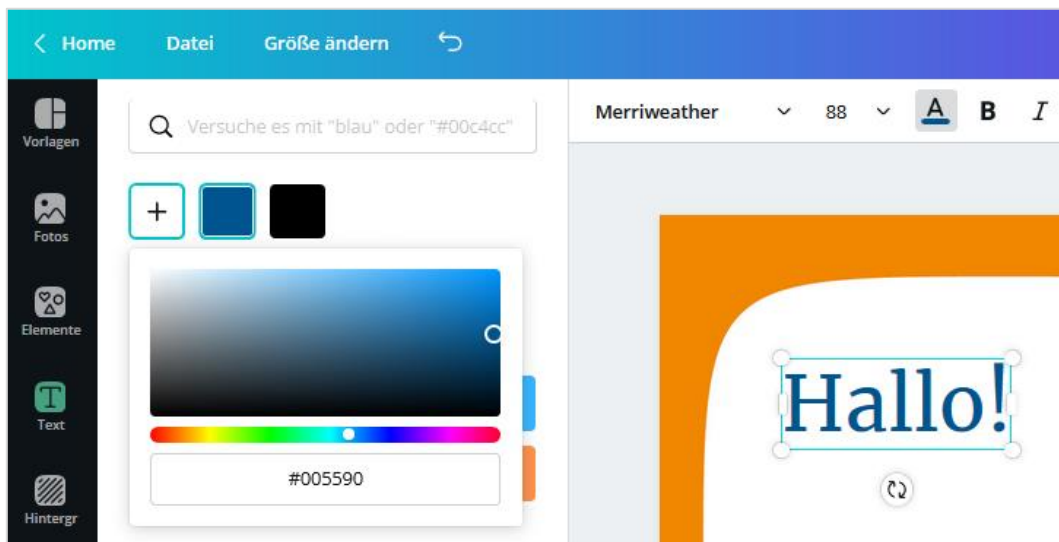 Home Datei Größe ändern
Vorlagen
Fotos
Elemente
Text
Hintergr
Versuche es mit "blau" oder "#00c4cc"
#005590
Merriweather 88 A B I
Hallo!